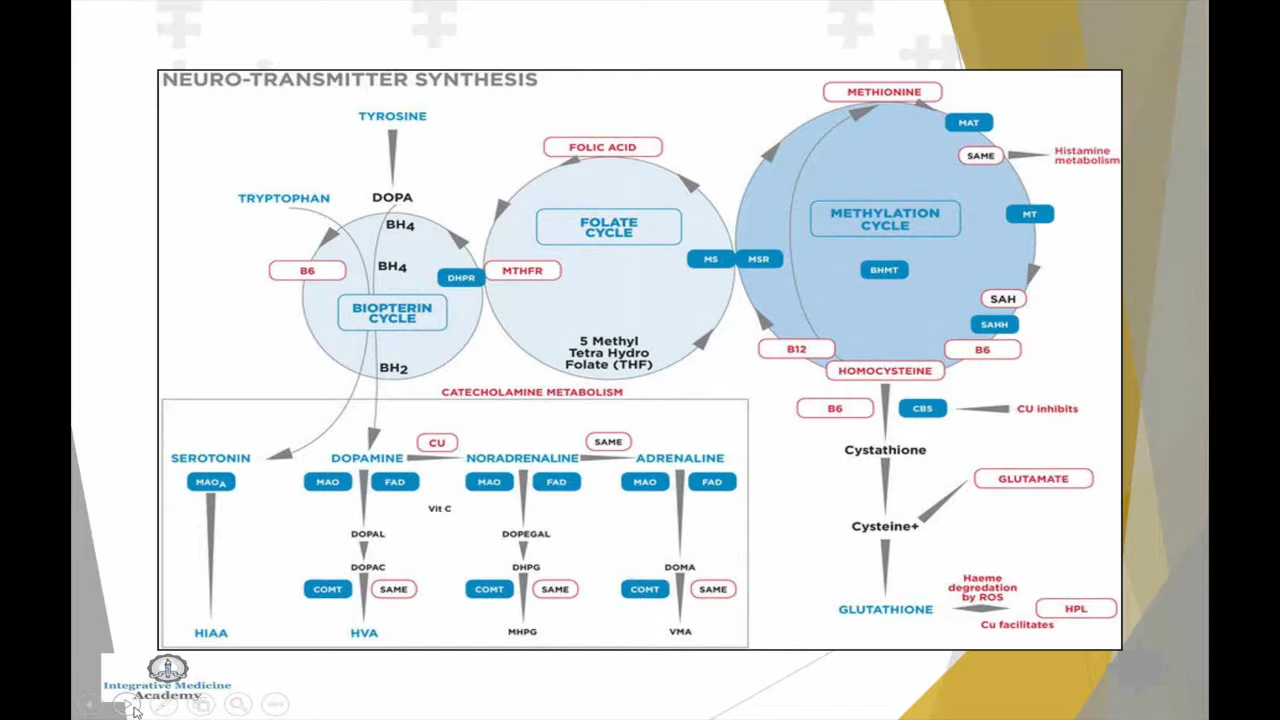 NEURO-TRANSMITTER SYNTHESIS
TYROSINE
TRYPTOPHAN
DOPA
BH4
BH4
B6
DHPR
BIOPTERIN
CYCLE
BH2
FOLIC ACID
FOLATE
CYCLE
MTHFR
MS
MSR
5 Methyl
Tetra Hydro
Folate (THF)
METHIONINE
MAT
SAME
Histamine
metabolism
METHYLATION
CYCLE
MT
BHMT
SAH
SAHH
B12
B6
HOMOCYSTEINE
B6
CBS
CU inhibits
Cystathione
GLUTAMATE
Cysteine+
Haeme
degredation
by ROS
GLUTATHIONE
HPL
Cu facilitates
CATECHOLAMINE METABOLISM
SEROTONIN
DOPAMINE
CU
NORADRENALINE
SAME
ADRENALINE
MAOA
MAO
FAD
MAO
FAD
MAO
FAD
Vit C
DOPAL
DOPEGAL
DOPAC
DHPG
DOMA
COMT
SAME
COMT
SAME
COMT
SAME
HIAA
HVA
MHPG
VMA
Integrative Medicine
Academy